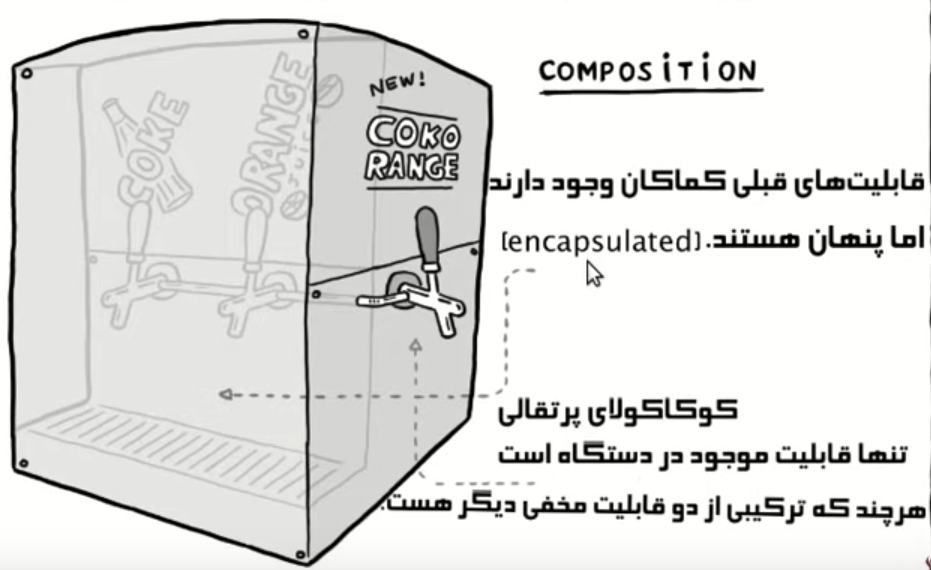 COMPOSITION
NEW!
COKO
RANGE
COKE
ORANGE
JUICE
قابلیت‌های قبلی کماکان وجود دارند
اما پنهان هستند. [encapsulated]
کوکاکولای پرتقالی
تنها قابلیت موجود در دستگاه است
هرچند که ترکیبی از دو قابلیت مخفی دیگر هست.